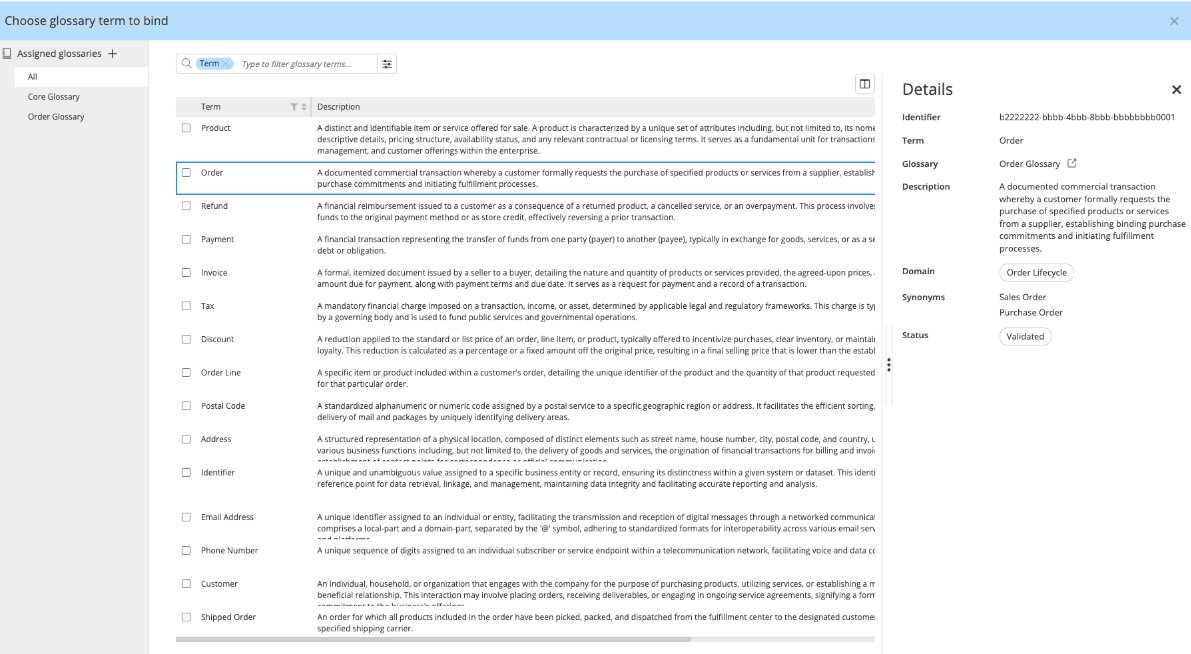 Choose glossary term to bind
Assigned glossaries
All
Core Glossary
Order Glossary
Term Type to filter glossary terms...
Term Description
Product A distinct and identifiable item or service offered for sale. A product is characterized by a unique set of attributes including, but not limited to, its nome
descriptive details, pricing structure, availability status, and any relevant contractual or licensing terms. It serves as a fundamental unit for transactions
management, and customer offerings within the enterprise.
Order A documented commercial transaction whereby a customer formally requests the purchase of specified products or services from a supplier, establish
purchase commitments and initiating fulfillment processes.
Refund A financial reimbursement issued to a customer as a consequence of a returned product, a cancelled service, or an overpayment. This process involves
funds to the original payment method or as store credit, effectively reversing a prior transaction.
Payment A financial transaction representing the transfer of funds from one party (payer) to another (payee), typically in exchange for goods, services, or as a se
debt or obligation.
Invoice A formal, itemized document issued by a seller to a buyer, detailing the nature and quantity of products or services provided, the agreed-upon prices,
amount due for payment, along with payment terms and due date. It serves as a request for payment and a record of a transaction.
Tax A mandatory financial charge imposed on a transaction, income, or asset, determined by applicable legal and regulatory frameworks. This charge is typ
by a governing body and is used to fund public services and governmental operations.
Discount A reduction applied to the standard or list price of an order, line item, or product, typically offered to incentivize purchases, clear inventory, or maintai
loyalty. This reduction is calculated as a percentage or a fixed amount off the original price, resulting in a final selling price that is lower than the establ
Order Line A specific item or product included within a customer's order, detailing the unique identifier of the product and the quantity of that product requested
for that particular order.
Postal Code A standardized alphanumeric or numeric code assigned by a postal service to a specific geographic region or address. It facilitates the efficient sorting,
delivery of mail and packages by uniquely identifying delivery areas.
Address A structured representation of a physical location, composed of distinct elements such as street name, house number, city, postal code, and country, u
various business functions including, but not limited to, the delivery of goods and services, the origination of financial transactions for billing and invoi
Identifier A unique and unambiguous value assigned to a specific business entity or record, ensuring its distinctness within a given system or dataset. This identi
reference point for data retrieval, linkage, and management, maintaining data integrity and facilitating accurate reporting and analysis.
Email Address A unique identifier assigned to an individual or entity, facilitating the transmission and reception of digital messages through a networked communicat
comprises a local-part and a domain-part, separated by the '@' symbol, adhering to standardized formats for interoperability across various email serv
and platforms
Phone Number A unique sequence of digits assigned to an individual subscriber or service endpoint within a telecommunication network, facilitating voice and data cc
Customer An individual, household, or organization that engages with the company for the purpose of purchasing products, utilizing services, or establishing a m
beneficial relationship. This interaction may involve placing orders, receiving deliverables, or engaging in ongoing service agreements, signifying a form
commitment to the business's offerings
Shipped Order An order for which all products included in the order have been picked, packed, and dispatched from the fulfillment center to the designated custome
specified shipping carrier.
Details
Identifier b2222222-bbbb-4bbb-8bbb-bbbbbbbb0001
Term Order
Glossary Order Glossary
Description A documented commercial transaction
whereby a customer formally requests the
purchase of specified products or services
from a supplier, establishing binding purchase
commitments and initiating fulfillment
processes.
Domain Order Lifecycle
Synonyms Sales Order
Purchase Order
Status Validated